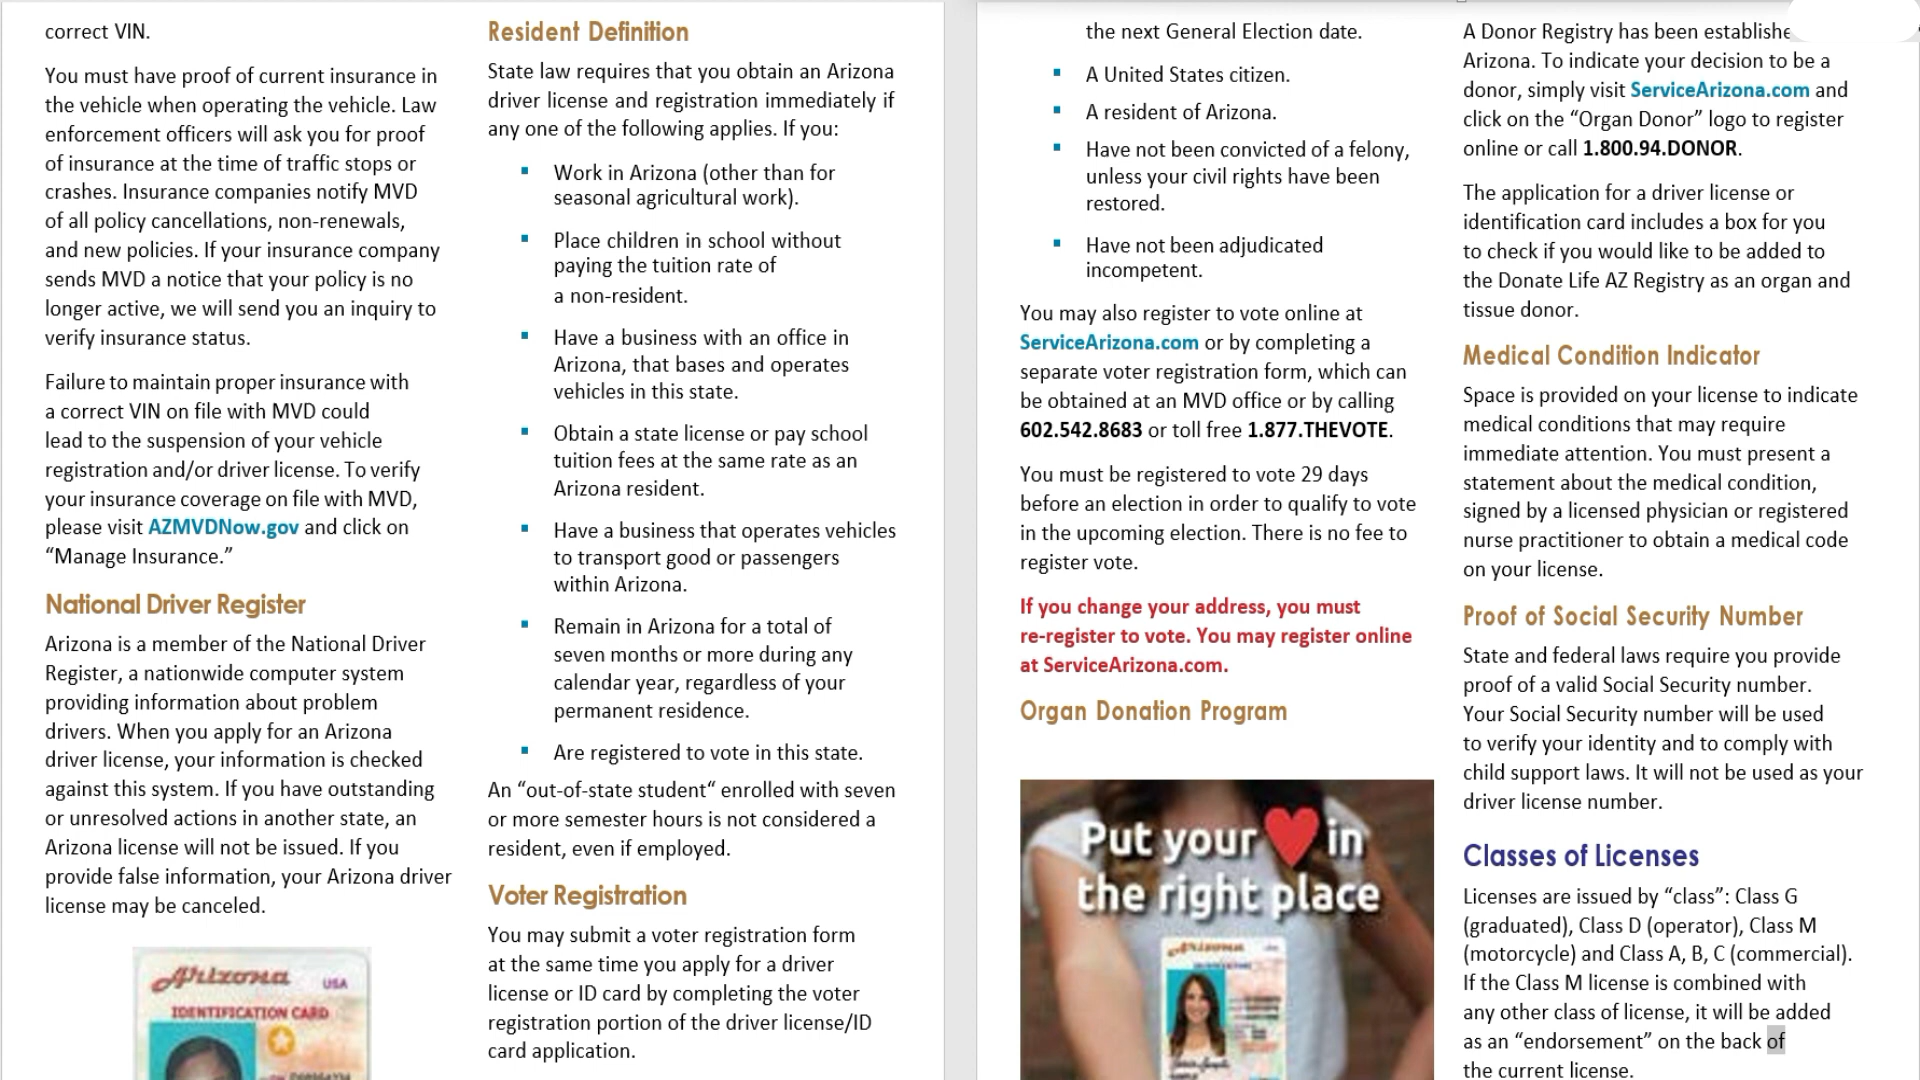 correct VIN.
You must have proof of current insurance in
the vehicle when operating the vehicle. Law
enforcement officers will ask you for proof
of insurance at the time of traffic stops or
crashes. Insurance companies notify MVD
of all policy cancellations, non-renewals,
and new policies. If your insurance company
sends MVD a notice that your policy is no
longer active, we will send you an inquiry to
verify insurance status.
Failure to maintain proper insurance with
a correct VIN on file with MVD could
lead to the suspension of your vehicle
registration and/or driver license. To verify
your insurance coverage on file with MVD,
please visit AZMVDNow.gov and click on
“Manage Insurance.”
National Driver Register
Arizona is a member of the National Driver
Register, a nationwide computer system
providing information about problem
drivers. When you apply for an Arizona
driver license, your information is checked
against this system. If you have outstanding
or unresolved actions in another state, an
Arizona license will not be issued. If you
provide false information, your Arizona driver
license may be canceled.
Arizona USA
IDENTIFICATION CARD
Resident Definition
State law requires that you obtain an Arizona
driver license and registration immediately if
any one of the following applies. If you:
▪ Work in Arizona (other than for
seasonal agricultural work).
▪ Place children in school without
paying the tuition rate of
a non-resident.
▪ Have a business with an office in
Arizona, that bases and operates
vehicles in this state.
▪ Obtain a state license or pay school
tuition fees at the same rate as an
Arizona resident.
▪ Have a business that operates vehicles
to transport good or passengers
within Arizona.
▪ Remain in Arizona for a total of
seven months or more during any
calendar year, regardless of your
permanent residence.
▪ Are registered to vote in this state.
An “out-of-state student“ enrolled with seven
or more semester hours is not considered a
resident, even if employed.
Voter Registration
You may submit a voter registration form
at the same time you apply for a driver
license or ID card by completing the voter
registration portion of the driver license/ID
card application.
the next General Election date.
▪ A United States citizen.
▪ A resident of Arizona.
▪ Have not been convicted of a felony,
unless your civil rights have been
restored.
▪ Have not been adjudicated
incompetent.
You may also register to vote online at
ServiceArizona.com or by completing a
separate voter registration form, which can
be obtained at an MVD office or by calling
602.542.8683 or toll free 1.877.THEVOTE.
You must be registered to vote 29 days
before an election in order to qualify to vote
in the upcoming election. There is no fee to
register vote.
If you change your address, you must
re-register to vote. You may register online
at ServiceArizona.com.
Organ Donation Program
Put your in
the right place
Arizona
A Donor Registry has been establishe
Arizona. To indicate your decision to be a
donor, simply visit ServiceArizona.com and
click on the “Organ Donor” logo to register
online or call 1.800.94.DONOR.
The application for a driver license or
identification card includes a box for you
to check if you would like to be added to
the Donate Life AZ Registry as an organ and
tissue donor.
Medical Condition Indicator
Space is provided on your license to indicate
medical conditions that may require
immediate attention. You must present a
statement about the medical condition,
signed by a licensed physician or registered
nurse practitioner to obtain a medical code
on your license.
Proof of Social Security Number
State and federal laws require you provide
proof of a valid Social Security number.
Your Social Security number will be used
to verify your identity and to comply with
child support laws. It will not be used as your
driver license number.
Classes of Licenses
Licenses are issued by “class”: Class G
(graduated), Class D (operator), Class M
(motorcycle) and Class A, B, C (commercial).
If the Class M license is combined with
any other class of license, it will be added
as an “endorsement” on the back of
the current license.